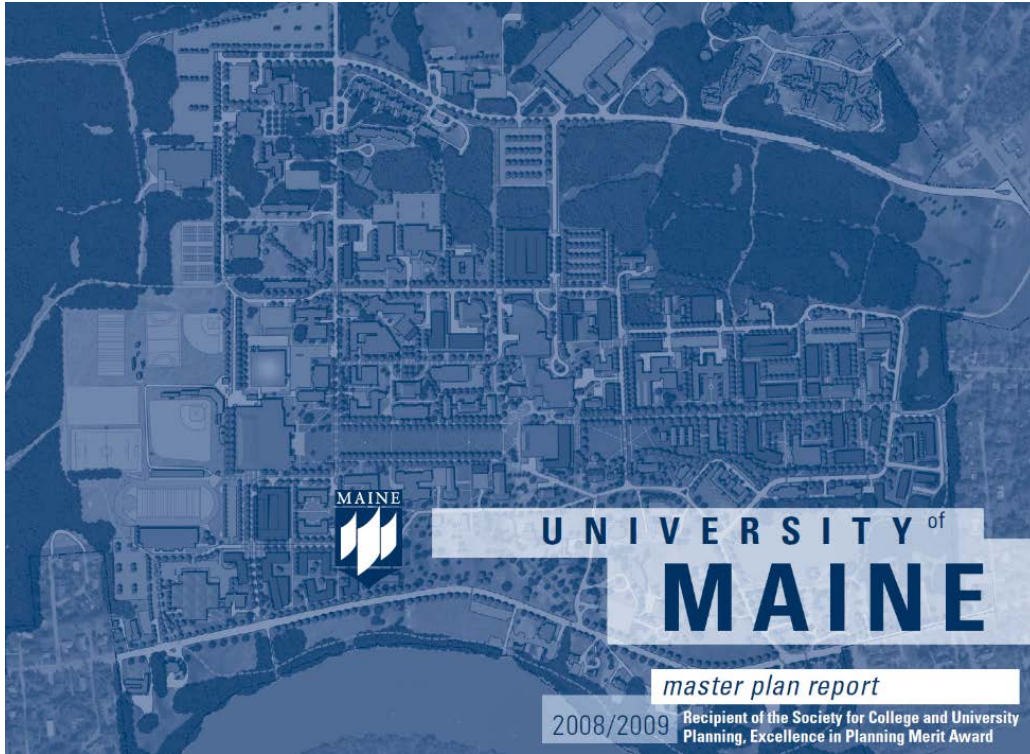 MAINE
UNIVERSITY of
MAINE
master plan report
2008/2009
Recipient of the Society for College and University
Planning, Excellence in Planning Merit Award